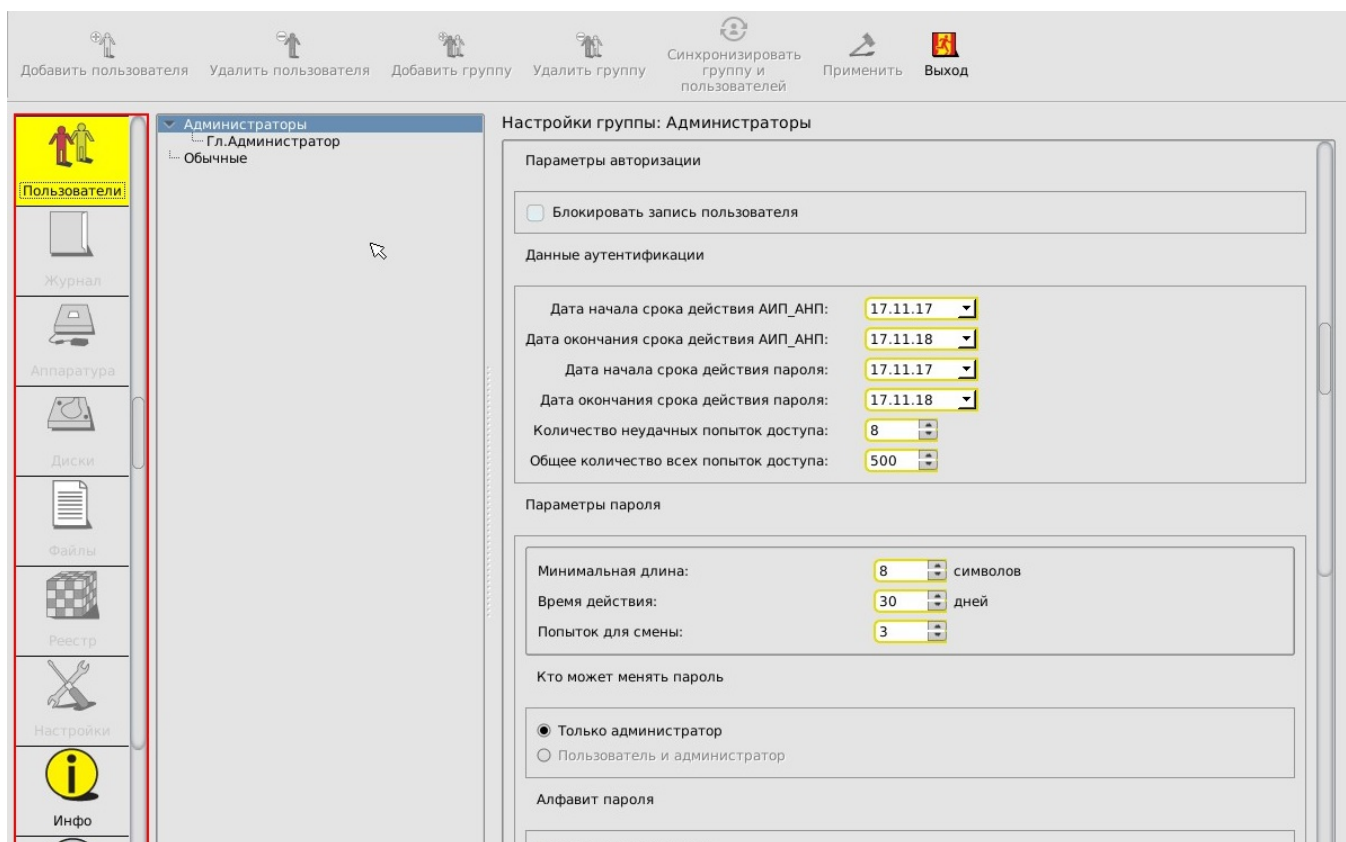 Добавить пользователя
Удалить пользователя
Добавить группу
Удалить группу
Синхронизировать
группу и
пользователей
Применить
Выход
Пользователи
Журнал
Аппаратура
Диски
Файлы
Реестр
Настройки
Инфо
Администраторы
Гл.Администратор
Обычные
Настройки группы: Администраторы
Параметры авторизации
Блокировать запись пользователя
Данные аутентификации
Дата начала срока действия АИП_АНП: 17.11.17
Дата окончания срока действия АИП_АНП: 17.11.18
Дата начала срока действия пароля: 17.11.17
Дата окончания срока действия пароля: 17.11.18
Количество неудачных попыток доступа: 8
Общее количество всех попыток доступа: 500
Параметры пароля
Минимальная длина: 8 символов
Время действия: 30 дней
Попыток для смены: 3
Кто может менять пароль
Только администратор
Пользователь и администратор
Алфавит пароля